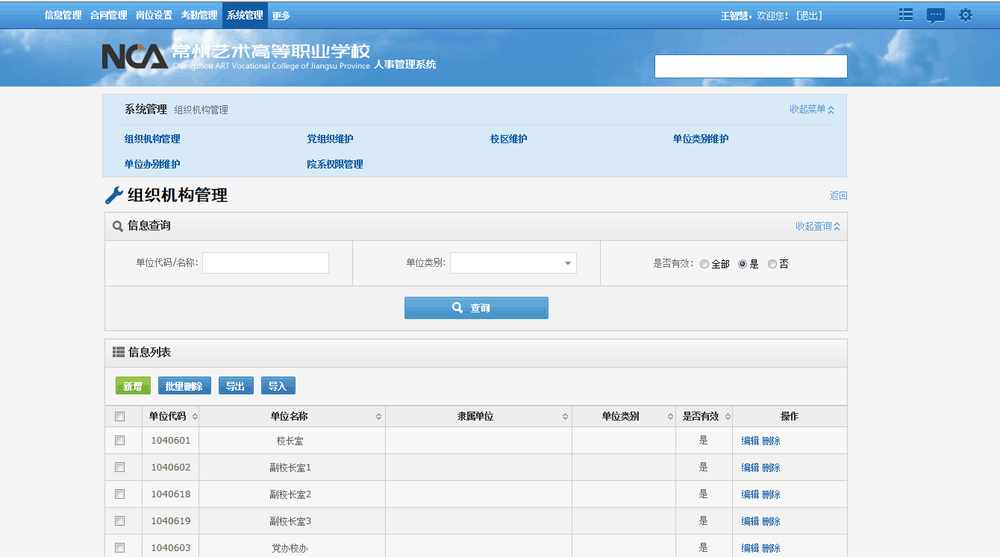 信息管理 合同管理 岗位设置 考勤管理 系统管理 更多 王智慧，欢迎您！ [退出]
NCA 常州艺术高等职业学校
Changzhou ART Vocational College of Jiangsu Province 人事管理系统
系统管理 组织机构管理 收起菜单
组织机构管理 党组织维护 校区维护 单位类别维护
单位办别维护 院系权限管理
组织机构管理 返回
信息查询 收起查询
单位代码/名称: 单位类别: 是否有效: 全部 是 否
查询
信息列表
新增 批量删除 导出 导入
单位代码 单位名称 隶属单位 单位类别 是否有效 操作
1040601 校长室 是 编辑 删除
1040602 副校长室1 是 编辑 删除
1040618 副校长室2 是 编辑 删除
1040619 副校长室3 是 编辑 删除
1040603 党办校办 是 编辑 删除